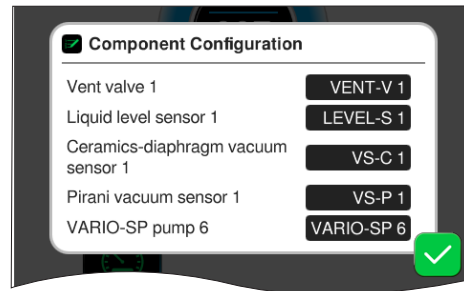 Component Configuration
Vent valve 1 VENT-V 1
Liquid level sensor 1 LEVEL-S 1
Ceramics-diaphragm vacuum
sensor 1 VS-C 1
Pirani vacuum sensor 1 VS-P 1
VARIO-SP pump 6 VARIO-SP 6